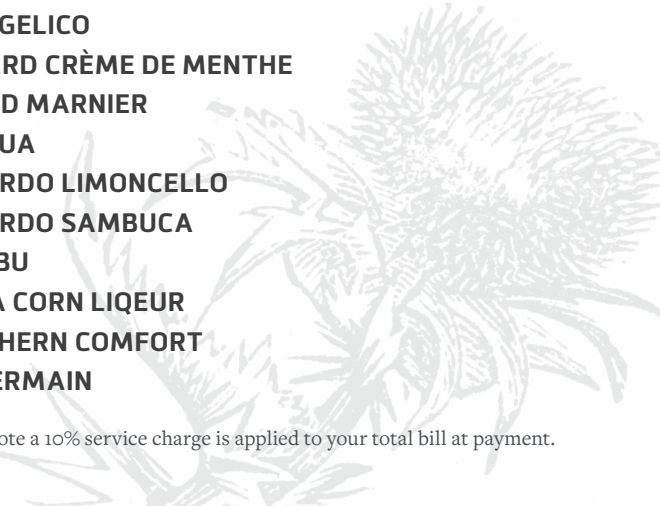 GELICO
RD CRÈME DE MENTHE
D MARNIER
UA
RDO LIMONCELLO
RDO SAMBUCA
BU
A CORN LIQEUR
HERN COMFORT
ERMAIN
ote a 10% service charge is applied to your total bill at payment.